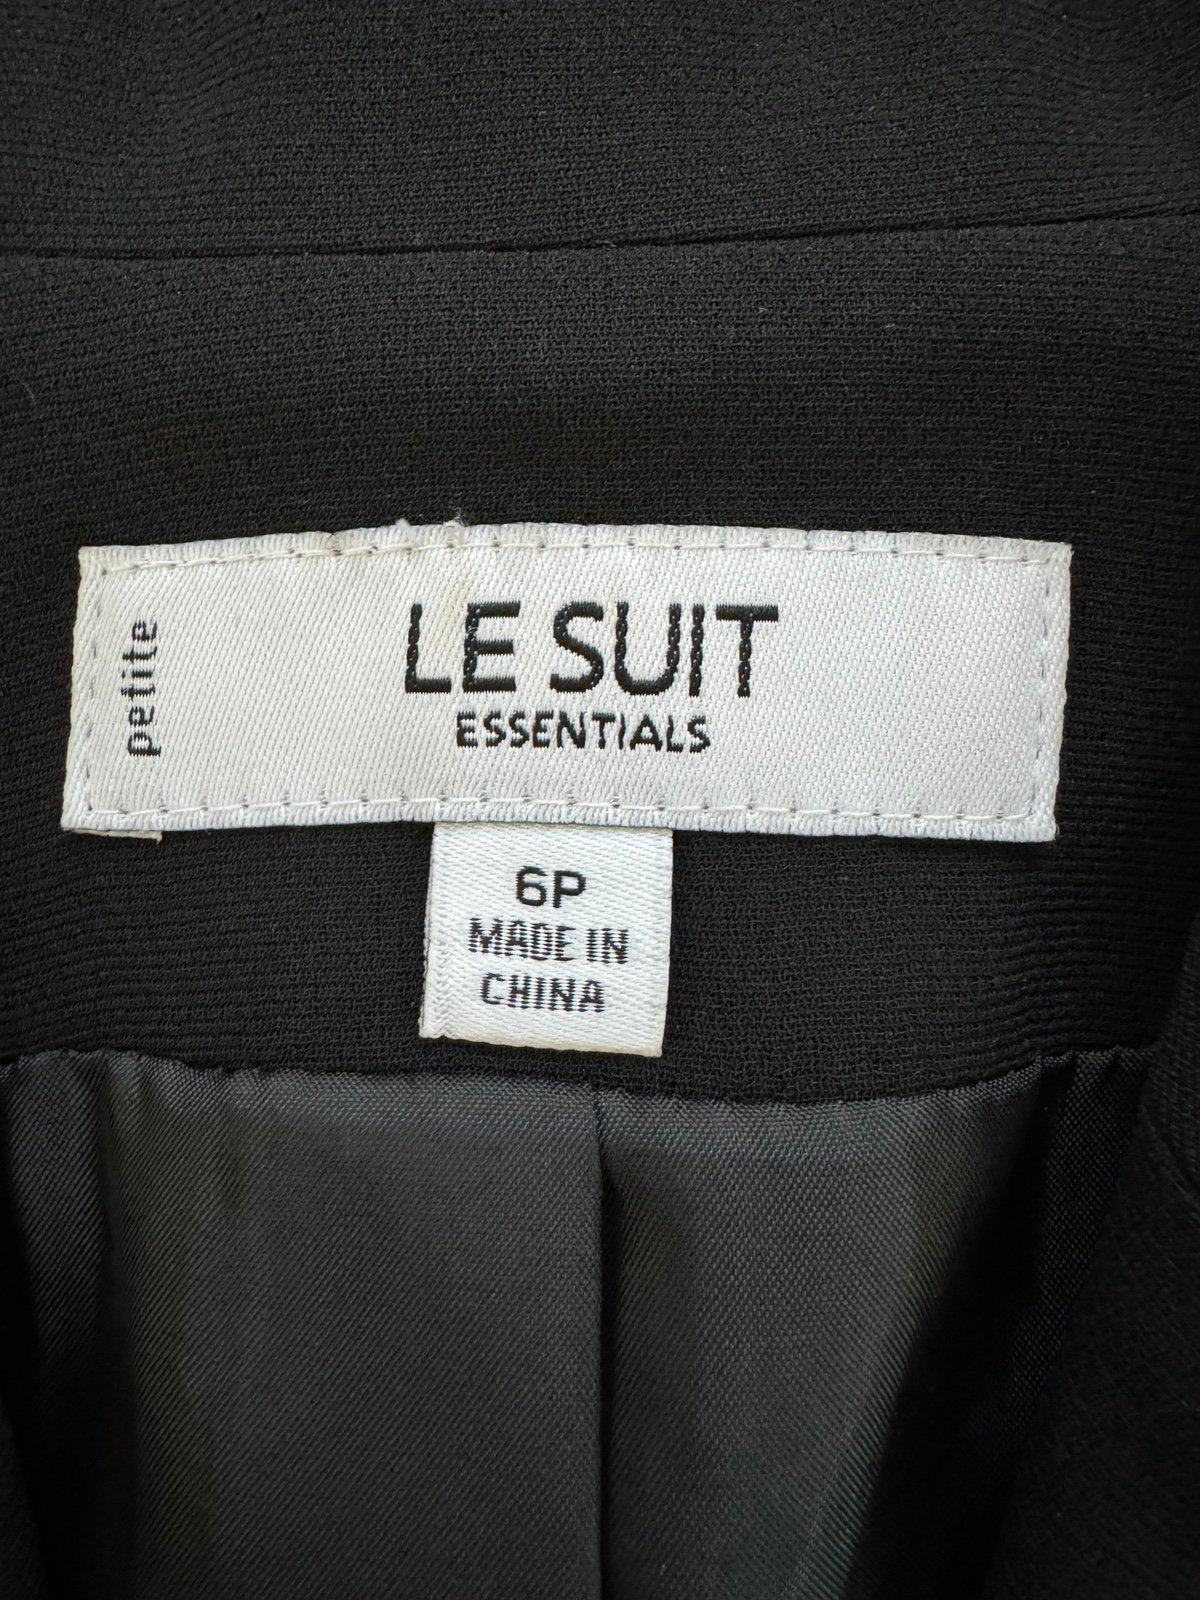 petite
LE SUIT
ESSENTIALS
6P
MADE IN
CHINA